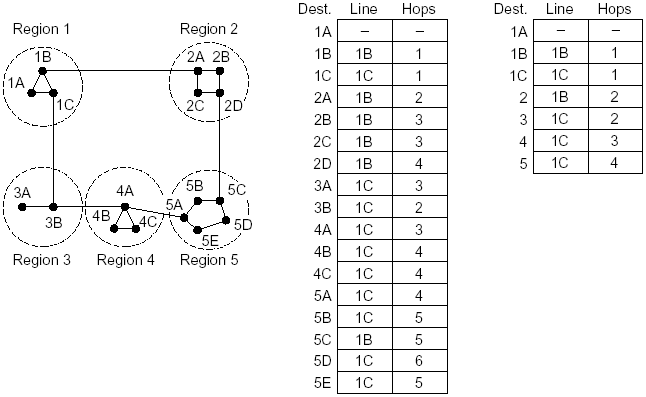 Region 1
Region 2
1B
1A
1C
2A 2B
2C 2D
3A
3B
4A
4B 4C
5A
5B 5C
5D
5E
Region 3 Region 4 Region 5
Dest. Line Hops
1A – –
1B 1B 1
1C 1C 1
2A 1B 2
2B 1B 3
2C 1B 3
2D 1B 4
3A 1C 3
3B 1C 2
4A 1C 3
4B 1C 4
4C 1C 4
5A 1C 4
5B 1C 5
5C 1B 5
5D 1C 6
5E 1C 5
Dest. Line Hops
1A – –
1B 1B 1
1C 1C 1
2 1B 2
3 1C 2
4 1C 3
5 1C 4